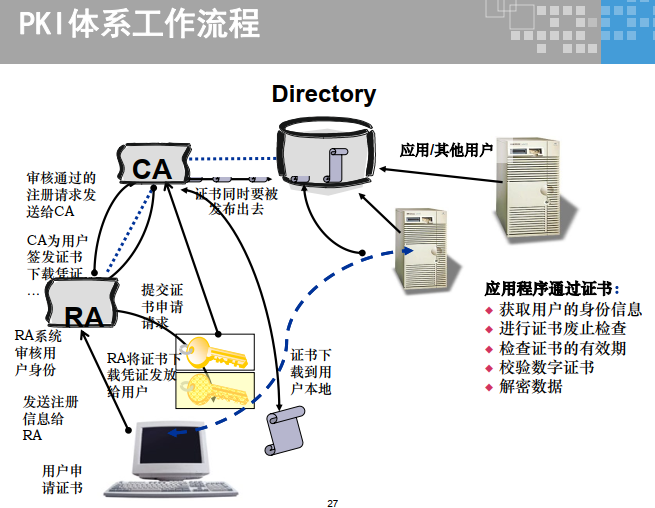 PKI体系工作流程
Directory
应用/其他用户
CA
审核通过的
注册请求发
送给CA
证书同时要被
发布出去
CA为用户
签发证书
下载凭证
...
提交证
书申请
请求
RA
RA系统
审核用
户身份
RA将证书下
载凭证发放
给用户
证书下
载到用
户本地
发送注册
信息给
RA
用户申
请证书
应用程序通过证书：
获取用户的身份信息
进行证书废止检查
检查证书的有效期
校验数字证书
解密数据
27